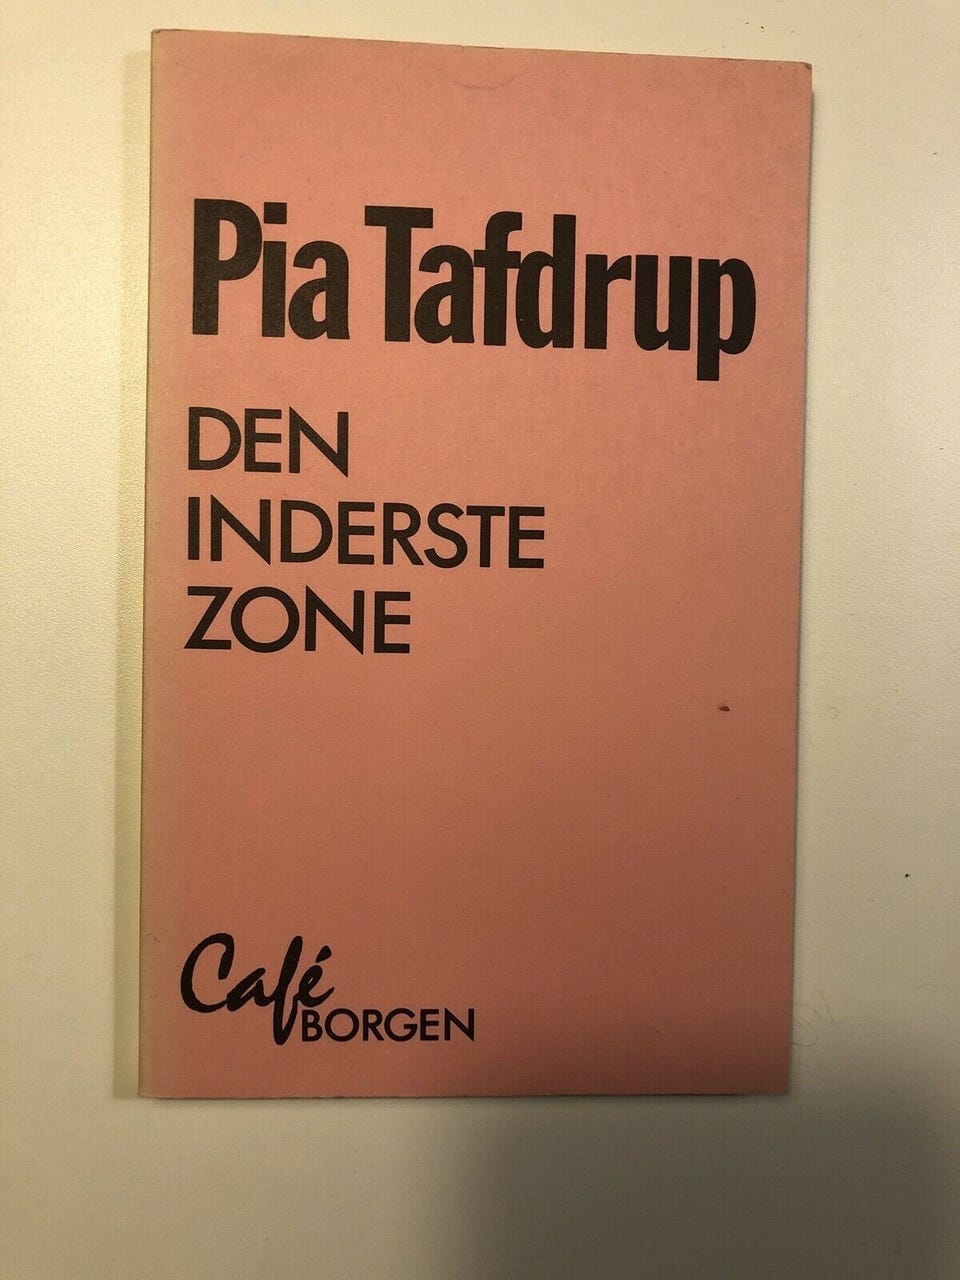 Pia Tafdrup
DEN
INDERSTE
ZONE
Café
BORGEN